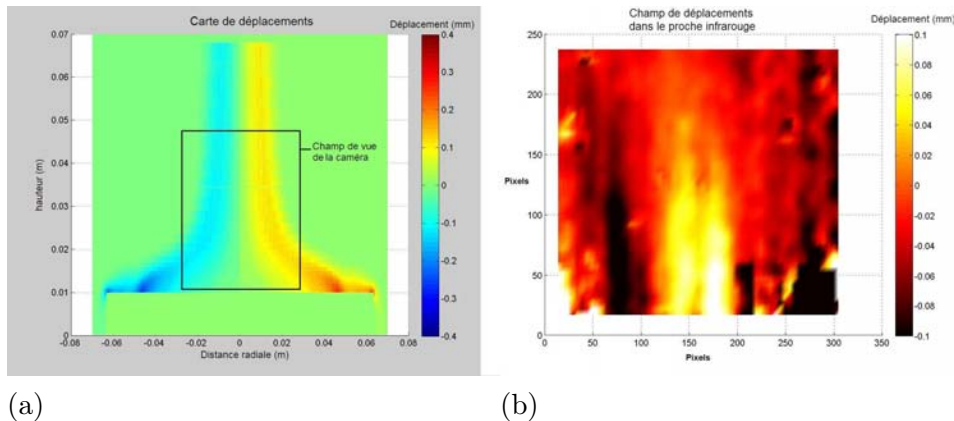 Carte de déplacements
Déplacement (mm)
0.07
0.06
0.05
0.04
0.03
0.02
0.01
0
hauteur (m)
Champ de vue
de la caméra
-0.08 -0.06 -0.04 -0.02 0 0.02 0.04 0.06 0.08
Distance radiale (m)
0.4
0.3
0.2
0.1
0
-0.1
-0.2
-0.3
-0.4
(a)
Champ de déplacements
dans le proche infrarouge
Déplacement (mm)
250
200
150
100
50
0
Pixels
0 50 100 150 200 250 300 350
Pixels
0.1
0.08
0.06
0.04
0.02
0
-0.02
-0.04
-0.06
-0.08
-0.1
(b)